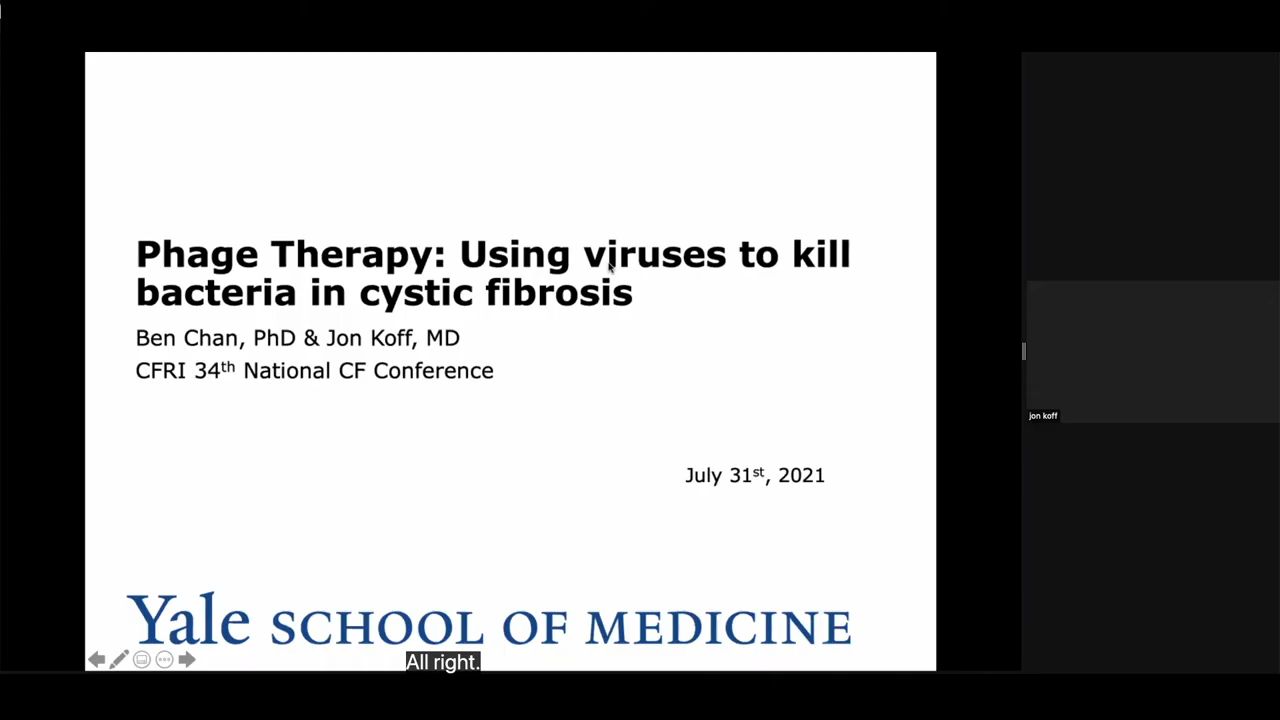 Phage Therapy: Using viruses to kill
bacteria in cystic fibrosis
Ben Chan, PhD & Jon Koff, MD
CFRI 34th National CF Conference
July 31st, 2021
Yale SCHOOL OF MEDICINE
All right.
jon koff